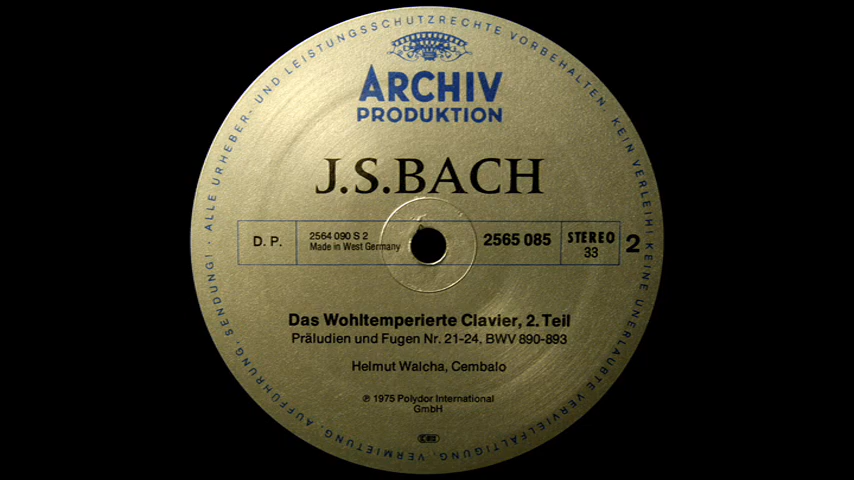 ALLE URHEBER- UND LEISTUNGSSCHUTZRECHTE VORBEHALTEN. KEIN VERLEIH! KEINE UNERLAUBTE VERVIELFÄLTIGUNG, VERMIETUNG, AUFFÜHRUNG, SENDUNG! ·
ARCHIV
PRODUKTION
J.S.BACH
D. P.
2564 090 S 2
Made in West Germany
2565 085
STEREO
33
2
Das Wohltemperierte Clavier, 2. Teil
Präludien und Fugen Nr. 21-24, BWV 890-893
Helmut Walcha, Cembalo
℗ 1975 Polydor International
GmbH